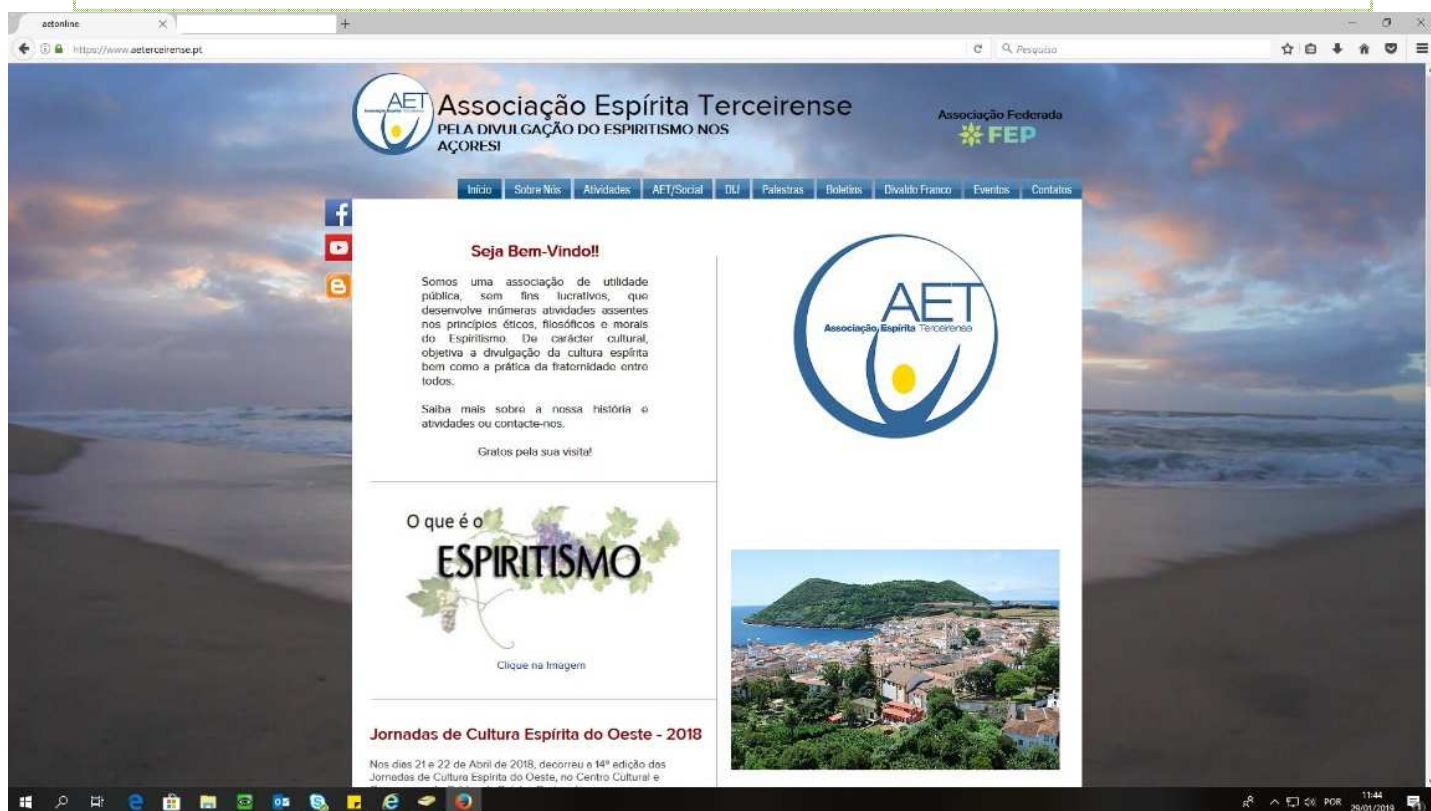 aetonline
https://www.aeterceirense.pt
Pesquisa
AET
Associação Espírita Terceirense
PELA DIVULGAÇÃO DO ESPIRITISMO NOS
AÇORES!
Associação Federada
FEP
Início Sobre Nós Atividades AET/Social DIJ Palestras Boletins Divaldo Franco Eventos Contatos
Seja Bem-Vindo!!
Somos uma associação de utilidade
pública, sem fins lucrativos, que
desenvolve inúmeras atividades assentes
nos princípios éticos, filosóficos e morais
do Espiritismo. De carácter cultural,
objetiva a divulgação da cultura espírita
bem como a prática da fraternidade entre
todos.
Saiba mais sobre a nossa história e
atividades ou contacte-nos.
Gratos pela sua visita!
AET
Associação Espírita Terceirense
O que é o
ESPIRITISMO
Clique na Imagem
Jornadas de Cultura Espírita do Oeste - 2018
Nos dias 21 e 22 de Abril de 2018, decorreu a 14ª edição das
Jornadas de Cultura Espírita do Oeste, no Centro Cultural e
POR
11:44
29/01/2019